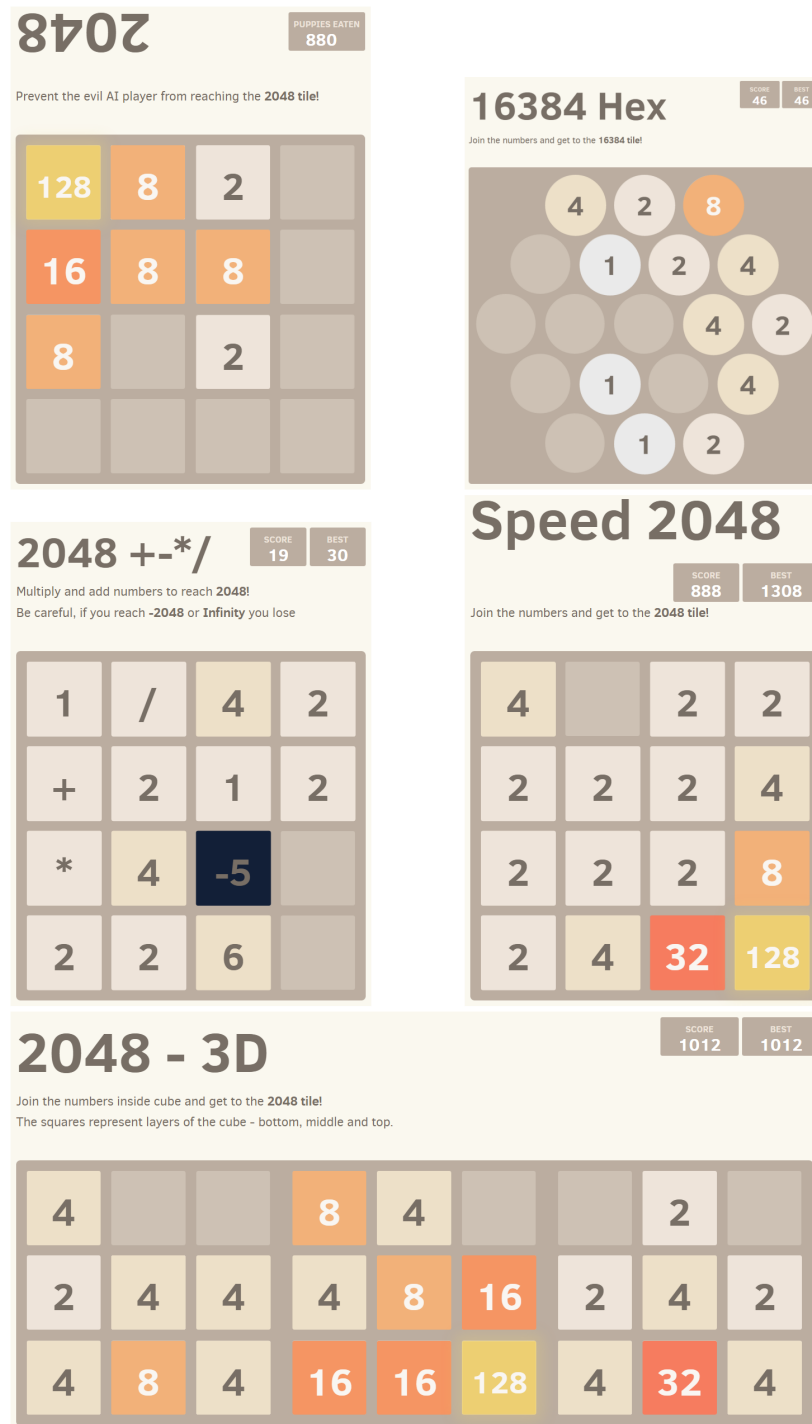 2048
PUPPIES EATEN
880
Prevent the evil AI player from reaching the 2048 tile!
128 8 2
16 8 8
8 2
16384 Hex
SCORE BEST
46 46
Join the numbers and get to the 16384 tile!
4 2 8
1 2 4
4 2
1 4
1 2
2048 +-*/
SCORE BEST
19 30
Multiply and add numbers to reach 2048!
Be careful, if you reach -2048 or Infinity you lose
1 / 4 2
+ 2 1 2
* 4 -5
2 2 6
Speed 2048
SCORE BEST
888 1308
Join the numbers and get to the 2048 tile!
4 2 2
2 2 2 4
2 2 2 8
2 4 32 128
2048 - 3D
SCORE BEST
1012 1012
Join the numbers inside cube and get to the 2048 tile!
The squares represent layers of the cube - bottom, middle and top.
4 8 4 2
2 4 4 4 8 16 2 4 2
4 8 4 16 16 128 4 32 4